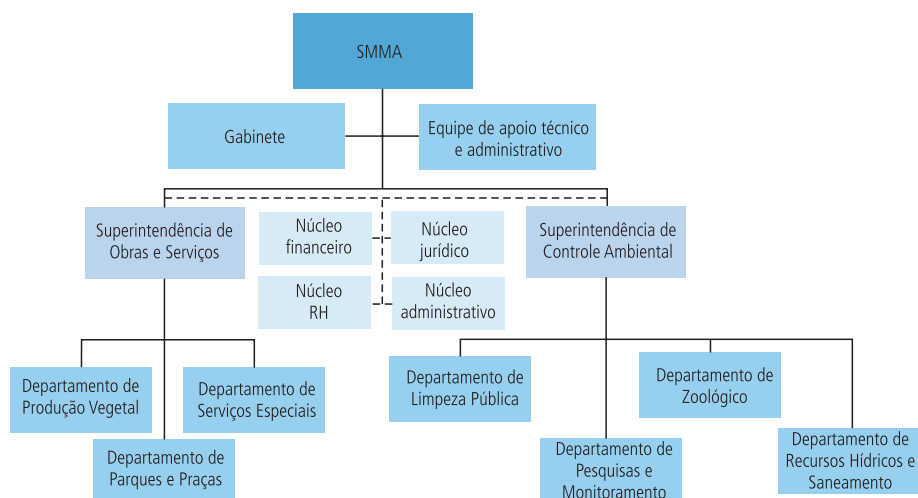 SMMA
Gabinete
Equipe de apoio técnico
e administrativo
Superintendência de
Obras e Serviços
Núcleo
financeiro
Núcleo
jurídico
Superintendência de
Controle Ambiental
Núcleo
RH
Núcleo
administrativo
Departamento de
Produção Vegetal
Departamento de
Serviços Especiais
Departamento de
Limpeza Pública
Departamento de
Zoológico
Departamento de
Parques e Praças
Departamento de
Pesquisas e
Monitoramento
Departamento de
Recursos Hídricos e
Saneamento